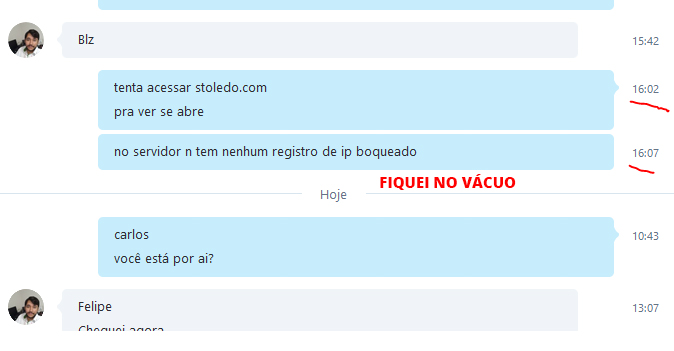 Blz
15:42
tenta acessar stoledo.com
16:02
pra ver se abre
no servidor n tem nenhum registro de ip boqueado
16:07
FIQUEI NO VÁCUO
Hoje
carlos
10:43
você está por ai?
Felipe
13:07
Cheguei agora